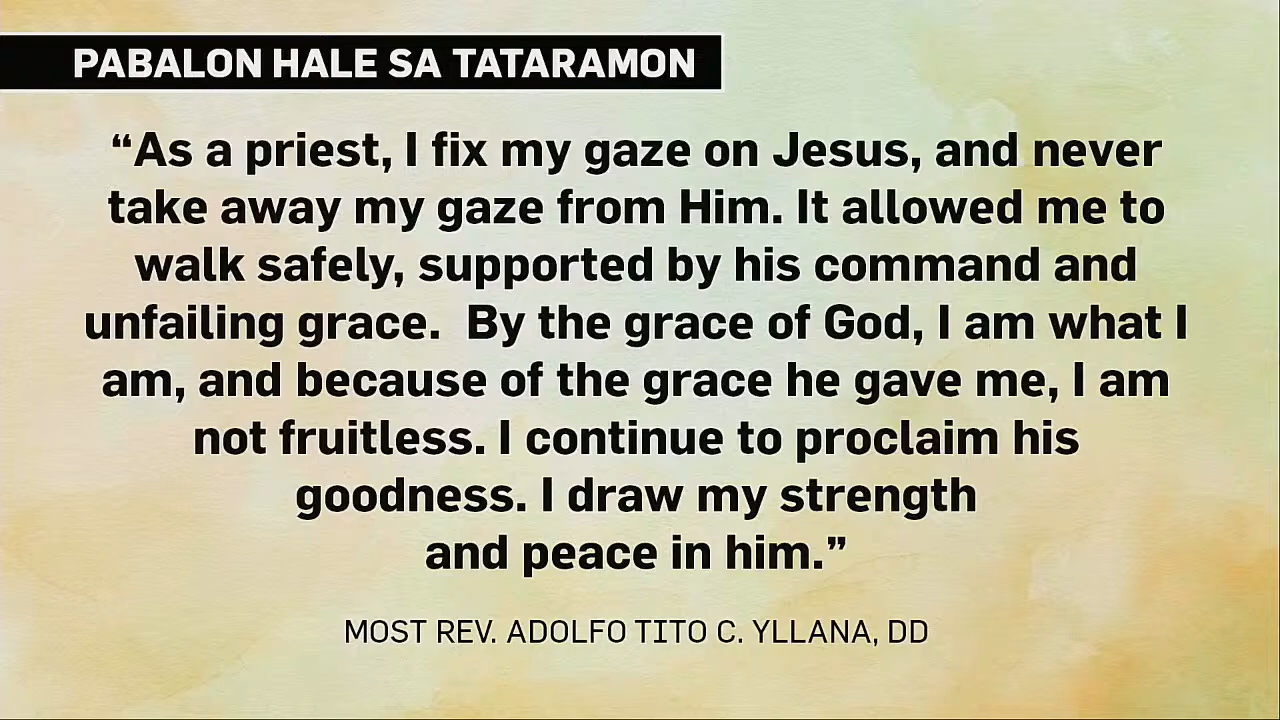 PABALON HALE SA TATARAMON
“As a priest, I fix my gaze on Jesus, and never
take away my gaze from Him. It allowed me to
walk safely, supported by his command and
unfailing grace.  By the grace of God, I am what I
am, and because of the grace he gave me, I am
not fruitless. I continue to proclaim his
goodness. I draw my strength
and peace in him.”
MOST REV. ADOLFO TITO C. YLLANA, DD